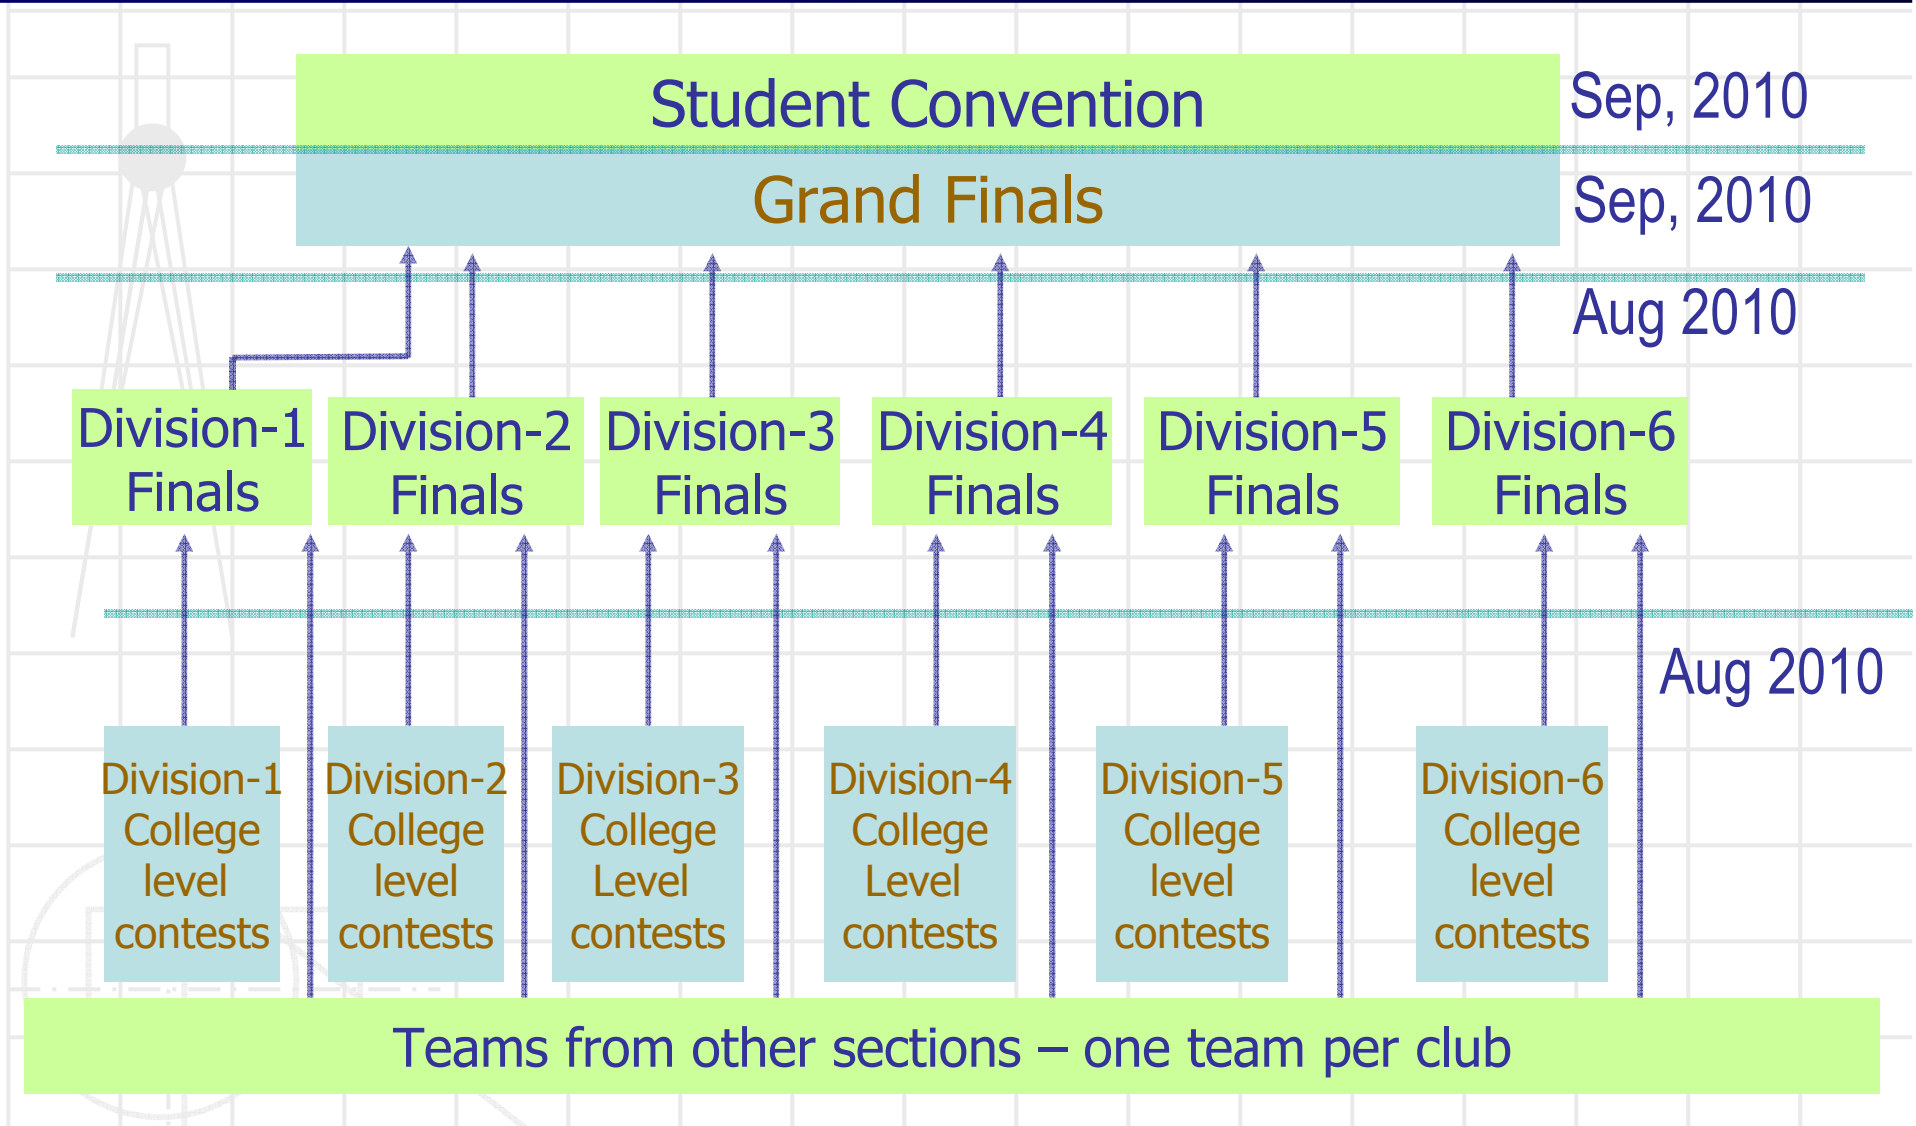 Student Convention
Sep, 2010
Grand Finals
Sep, 2010
Aug 2010
Division-1
Finals
Division-2
Finals
Division-3
Finals
Division-4
Finals
Division-5
Finals
Division-6
Finals
Aug 2010
Division-1
College
level
contests
Division-2
College
level
contests
Division-3
College
Level
contests
Division-4
College
Level
contests
Division-5
College
level
contests
Division-6
College
level
contests
Teams from other sections – one team per club